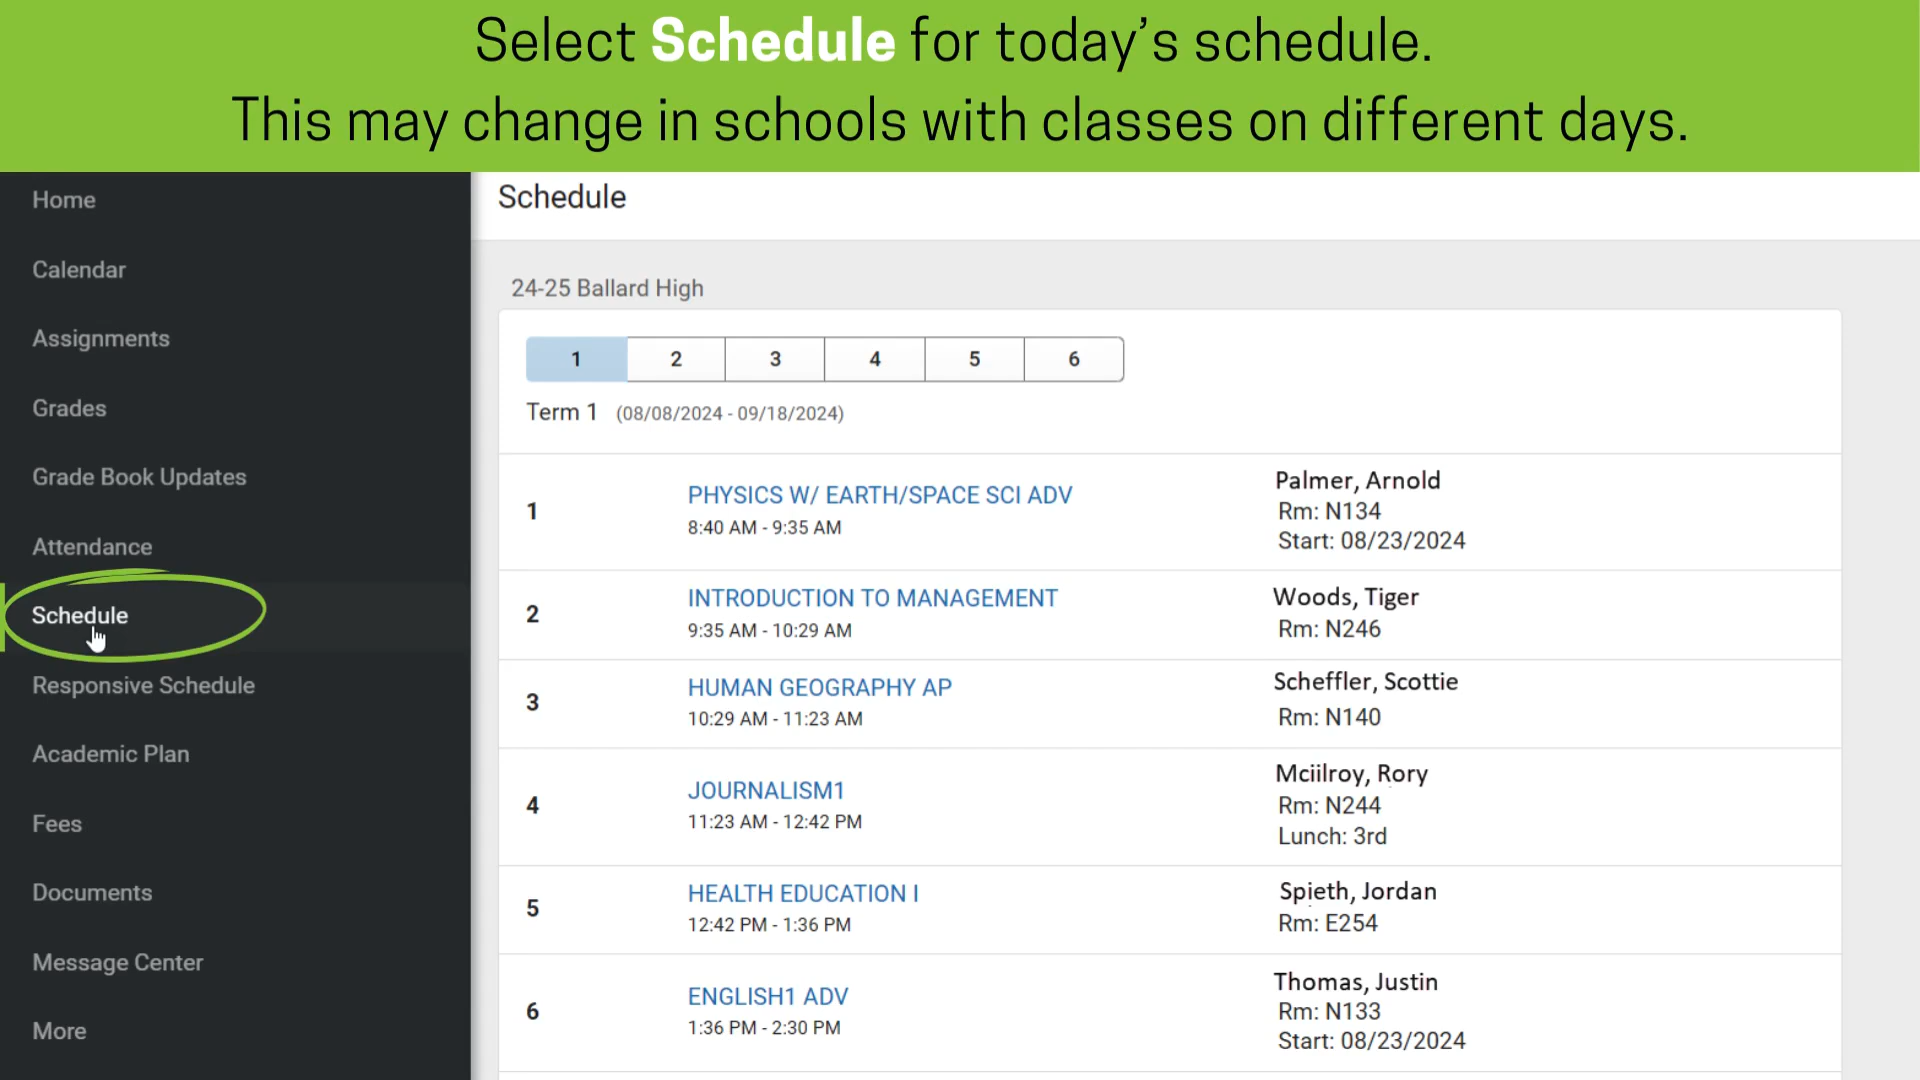 Select Schedule for today’s schedule.
This may change in schools with classes on different days.
Home
Calendar
Assignments
Grades
Grade Book Updates
Attendance
Schedule
Responsive Schedule
Academic Plan
Fees
Documents
Message Center
More
Schedule
24-25 Ballard High
1 2 3 4 5 6
Term 1 (08/08/2024 - 09/18/2024)
1
PHYSICS W/ EARTH/SPACE SCI ADV
8:40 AM - 9:35 AM
Palmer, Arnold
Rm: N134
Start: 08/23/2024
2
INTRODUCTION TO MANAGEMENT
9:35 AM - 10:29 AM
Woods, Tiger
Rm: N246
3
HUMAN GEOGRAPHY AP
10:29 AM - 11:23 AM
Scheffler, Scottie
Rm: N140
4
JOURNALISM1
11:23 AM - 12:42 PM
Mciilroy, Rory
Rm: N244
Lunch: 3rd
5
HEALTH EDUCATION I
12:42 PM - 1:36 PM
Spieth, Jordan
Rm: E254
6
ENGLISH1 ADV
1:36 PM - 2:30 PM
Thomas, Justin
Rm: N133
Start: 08/23/2024